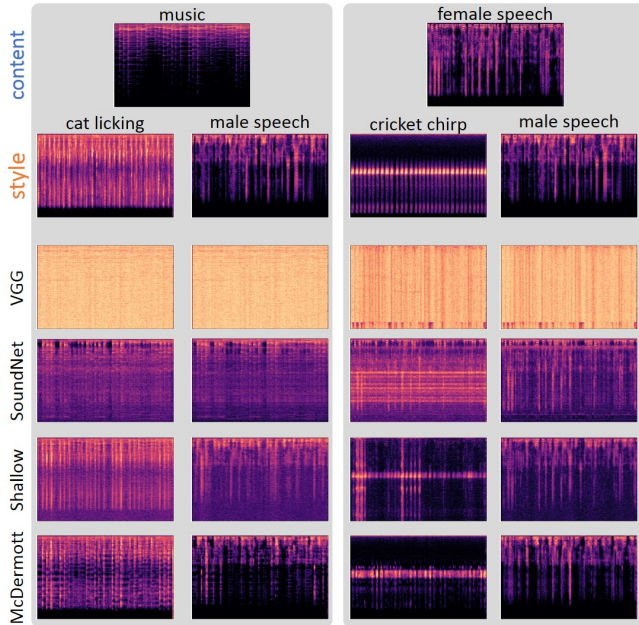 music
female speech
content
cat licking
male speech
cricket chirp
male speech
style
VGG
SoundNet
Shallow
McDermott